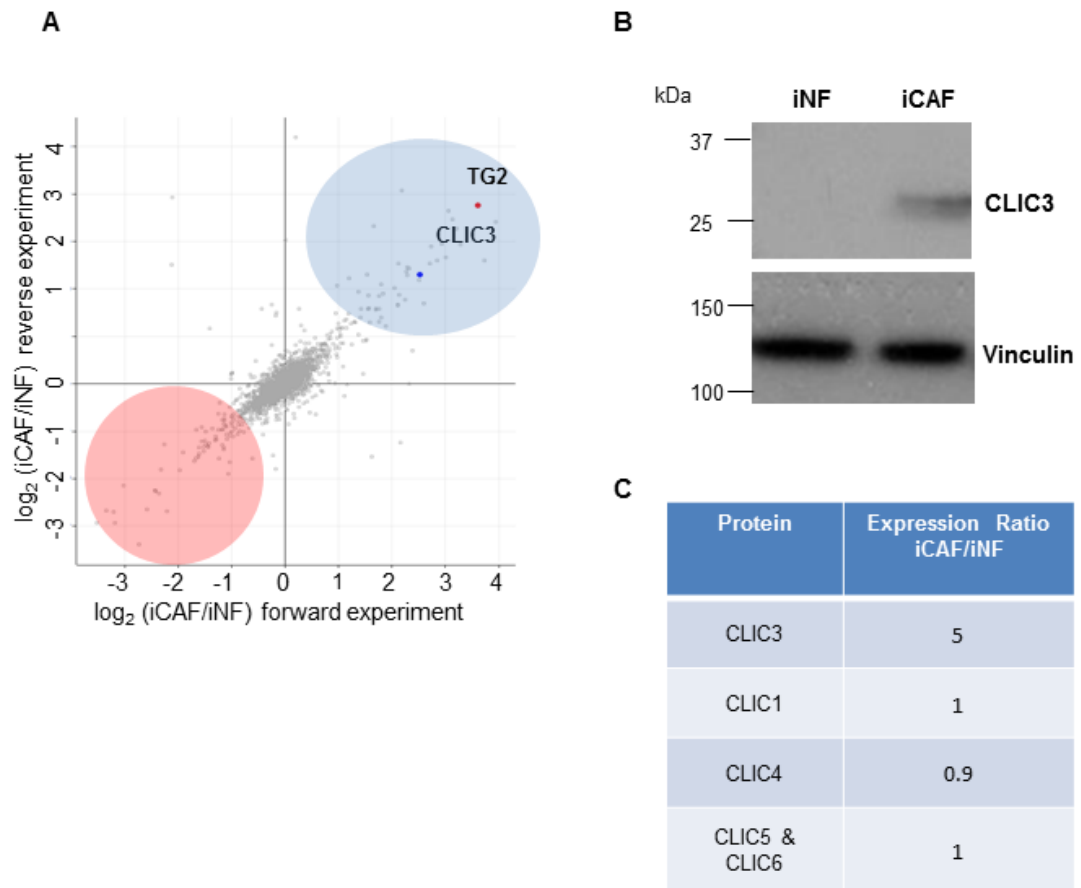 A
log2 (iCAF/iNF) reverse experiment
4
3
2
1
0
-1
-2
-3
TG2
CLIC3
-3 -2 -1 0 1 2 3 4
log2 (iCAF/iNF) forward experiment
B
kDa iNF iCAF
37
CLIC3
25
150
Vinculin
100
C
Protein Expression Ratio
iCAF/iNF
CLIC3 5
CLIC1 1
CLIC4 0.9
CLIC5 &
CLIC6 1